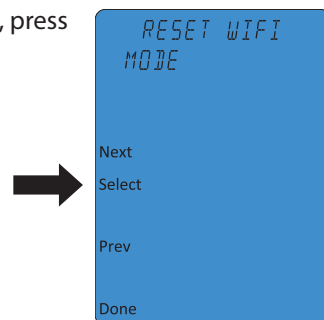 , press
RESET WIFI
MODE
Next
Select
Prev
Done